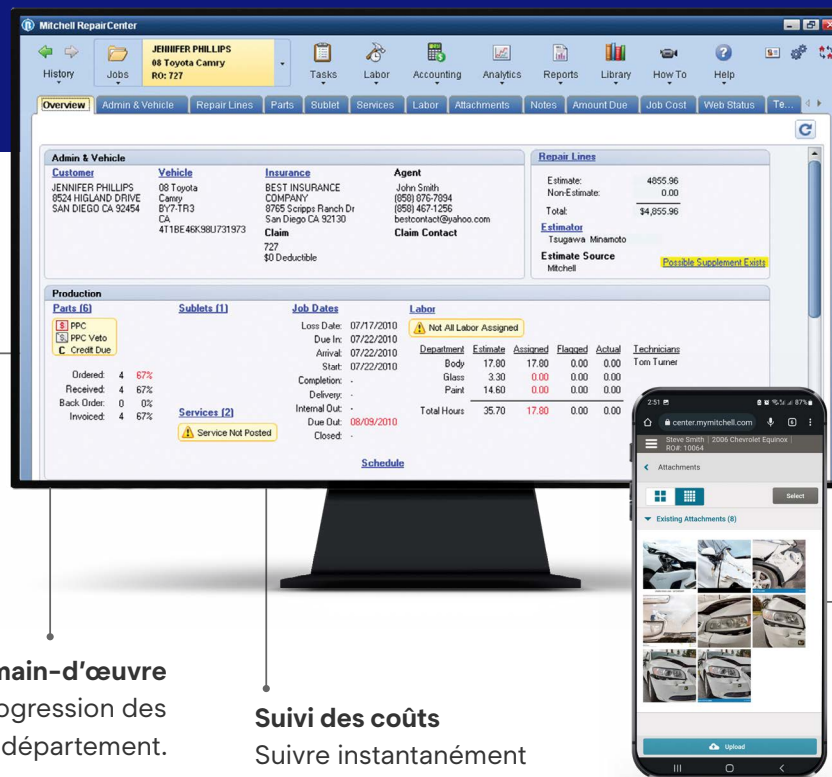 Mitchell RepairCenter
History
Jobs
JENNIFER PHILLIPS
08 Toyota Camry
RO: 727
Tasks
Labor
Accounting
Analytics
Reports
Library
How To
Help
Overview
Admin & Vehicle
Repair Lines
Parts
Sublet
Services
Labor
Attachments
Notes
Amount Due
Job Cost
Web Status
Te...
Admin & Vehicle
Customer
JENNIFER PHILLIPS
8524 HIGLAND DRIVE
SAN DIEGO CA 92454
Vehicle
08 Toyota
Camry
BY7-TR3
CA
4T1BE46K98U731973
Insurance
BEST INSURANCE
COMPANY
8765 Scripps Ranch Dr
San Diego CA 92130
Claim
727
$0 Deductible
Agent
John Smith
(858) 876-7894
(858) 467-1256
bestcontact@yahoo.com
Claim Contact
Repair Lines
Estimate: 4855.96
Non-Estimate: 0.00
Total: $4,855.96
Estimator
Tsugawa Minamoto
Estimate Source
Mitchell
Possible Supplement Exists
Production
Parts (6)
PPC
PPC Veto
C Credit Due
Ordered: 4 67%
Received: 4 67%
Back Order: 0 0%
Invoiced: 4 67%
Sublets (1)
Services (2)
Service Not Posted
Job Dates
Loss Date: 07/17/2010
Due In: 07/22/2010
Arrival: 07/22/2010
Start: 07/22/2010
Completion: -
Delivery: -
Internal Out: -
Due Out: 08/09/2010
Closed: -
Schedule
Labor
Not All Labor Assigned
Department Estimate Assigned Flagged Actual Technicians
Body 17.80 17.80 0.00 0.00 Tom Turner
Glass 3.30 0.00 0.00 0.00
Paint 14.60 0.00 0.00 0.00
Total Hours 35.70 17.80 0.00 0.00
2:51
87%
center.mymitchell.com
Steve Smith | 2006 Chevrolet Equinox |
RO#: 10064
Attachments
Select
Existing Attachments (8)
Upload
main-d'œuvre
ogression des
département.
Suivi des coûts
Suivre instantanément